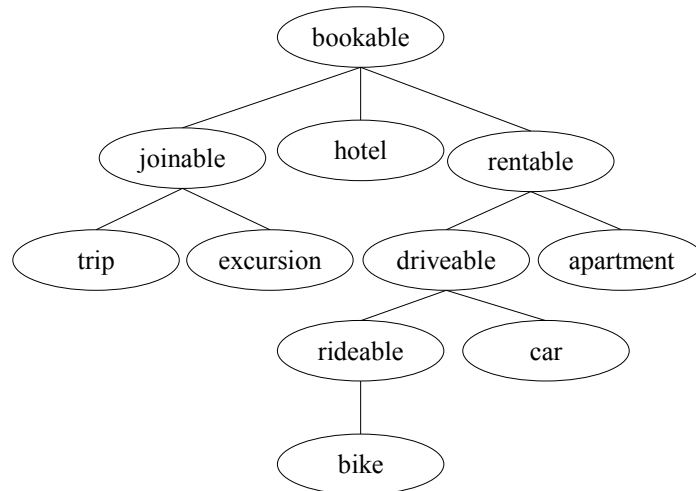 bookable
joinable
hotel
rentable
trip
excursion
driveable
apartment
rideable
car
bike